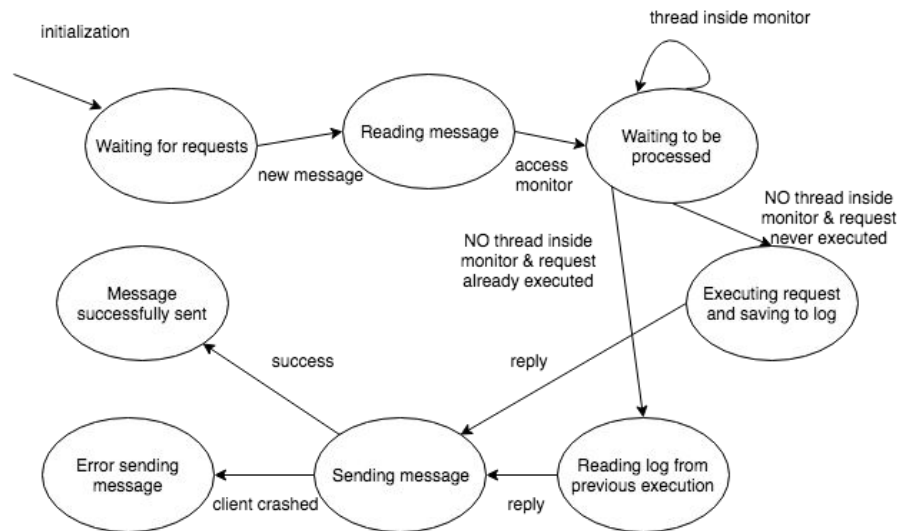 thread inside monitor
initialization
Waiting for requests
new message
Reading message
access
monitor
Waiting to be
processed
NO thread inside
monitor & request
never executed
NO thread inside
monitor & request
already executed
Executing request
and saving to log
Message
successfully sent
success
reply
Error sending
message
client crashed
Sending message
reply
Reading log from
previous execution